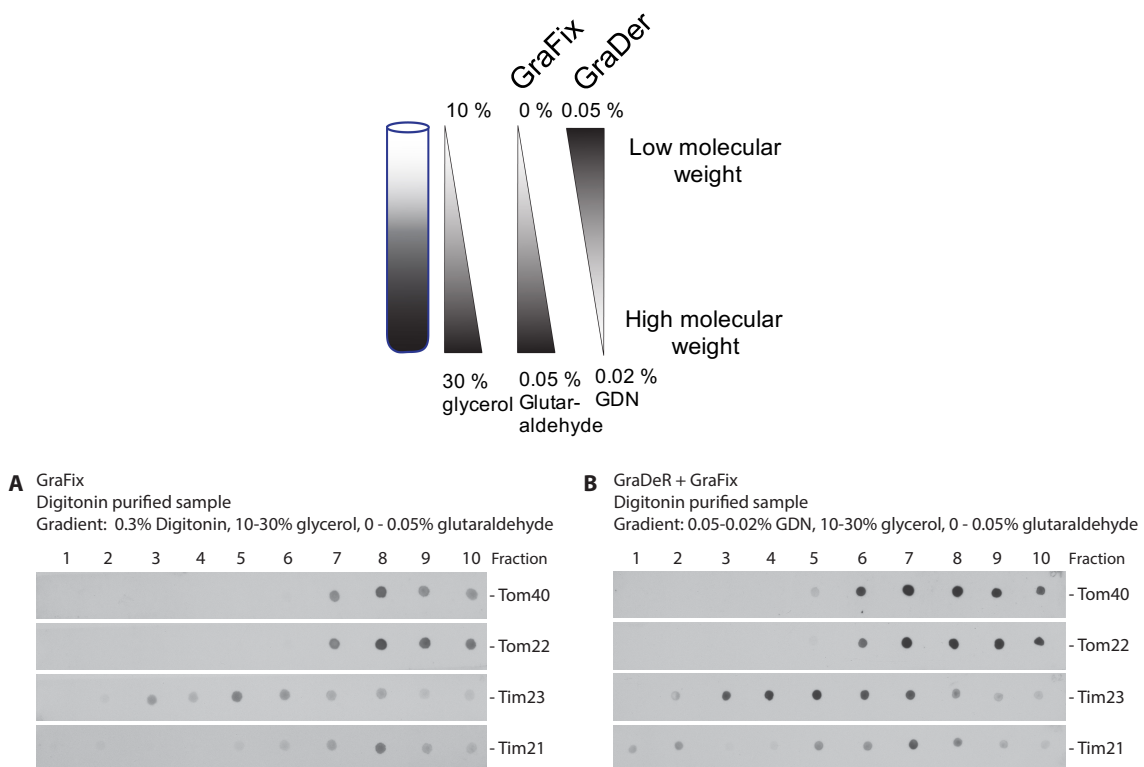 GraFix
GraDer
10 %
0 %
0.05 %
Low molecular
weight
High molecular
weight
30 %
glycerol
0.05 %
Glutar-
aldehyde
0.02 %
GDN
A GraFix
Digitonin purified sample
Gradient: 0.3% Digitonin, 10-30% glycerol, 0 - 0.05% glutaraldehyde
1 2 3 4 5 6 7 8 9 10 Fraction
- Tom40
- Tom22
- Tim23
- Tim21
B GraDeR + GraFix
Digitonin purified sample
Gradient: 0.05-0.02% GDN, 10-30% glycerol, 0 - 0.05% glutaraldehyde
1 2 3 4 5 6 7 8 9 10 Fraction
- Tom40
- Tom22
- Tim23
- Tim21